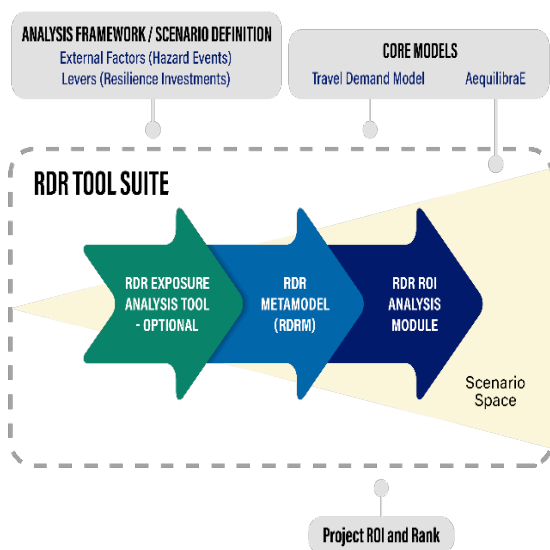 ANALYSIS FRAMEWORK / SCENARIO DEFINITION
External Factors (Hazard Events)
Levers (Resilience Investments)
CORE MODELS
Travel Demand Model
AequilibraE
RDR TOOL SUITE
RDR EXPOSURE
ANALYSIS TOOL
- OPTIONAL
RDR
METAMODEL
(RDRM)
RDR ROI
ANALYSIS
MODULE
Scenario
Space
Project ROI and Rank